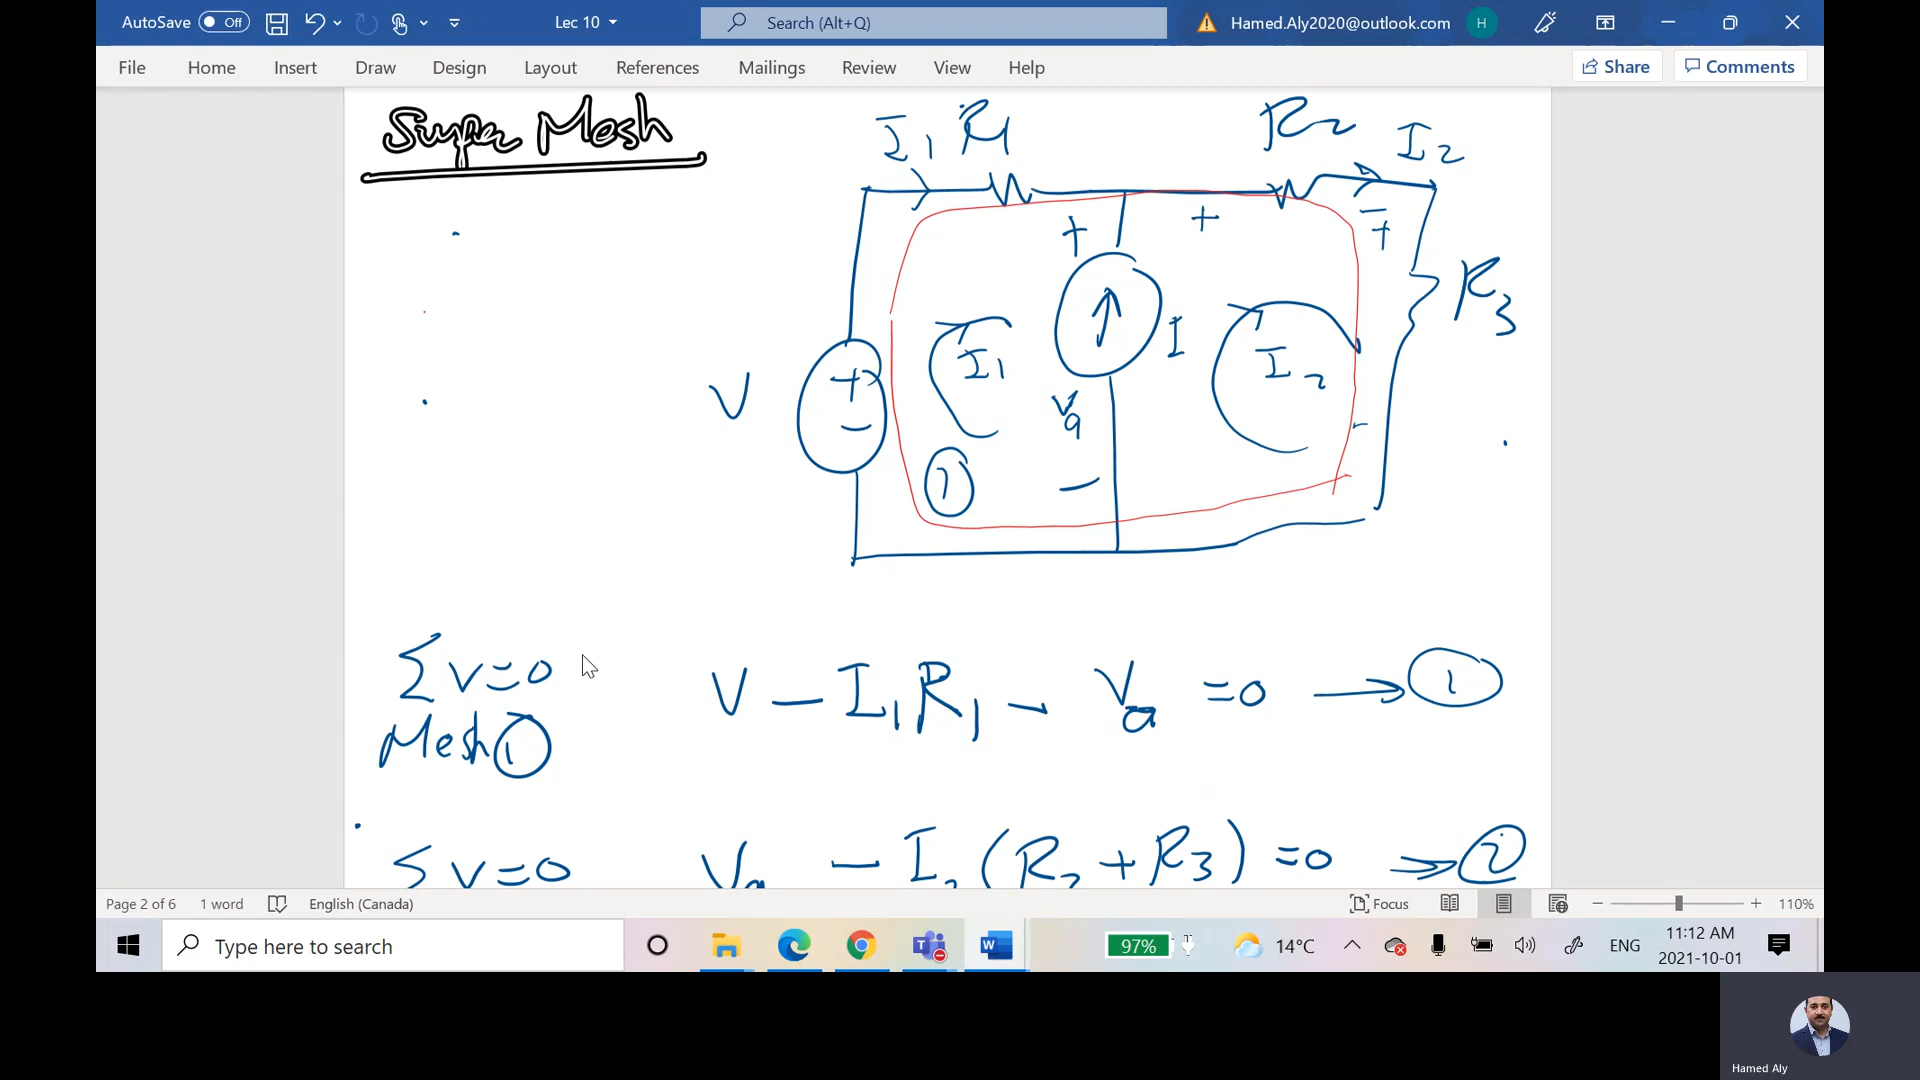 AutoSave Off Lec 10 Search (Alt+Q) Hamed.Aly2020@outlook.com H
File Home Insert Draw Design Layout References Mailings Review View Help Share Comments
Super Mesh
I1 R1 R2 I2
+ + - +
R3
I1 I I2
V + - Va -
1 -
Σv=0 V - I1R1 - Va =0 → 1
Mesh 1
Σv=0 Va - I2 (R2 + R3) =0 → 2
Page 2 of 6 1 word English (Canada) Focus 110%
Type here to search 97% 14°C ENG 11:12 AM
2021-10-01
Hamed Aly